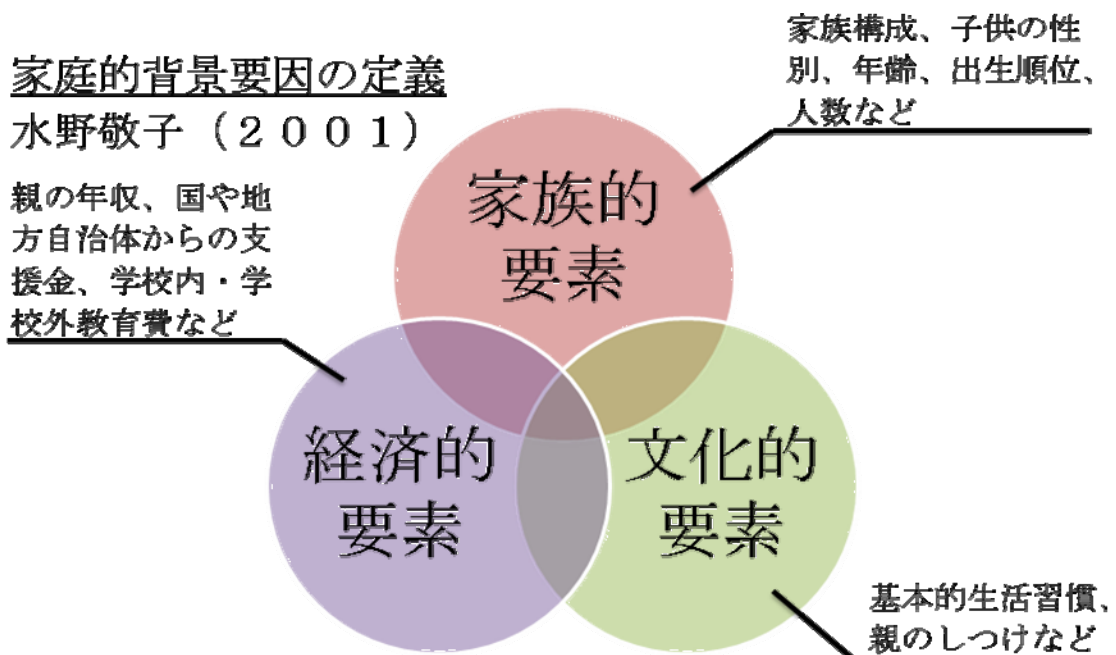 家庭的背景要因の定義
水野敬子（２００１）
家族構成、子供の性
別、年齢、出生順位、
人数など
親の年収、国や地
方自治体からの支
援金、学校内・学
校外教育費など
家族的
要素
経済的
要素
文化的
要素
基本的生活習慣、
親のしつけなど